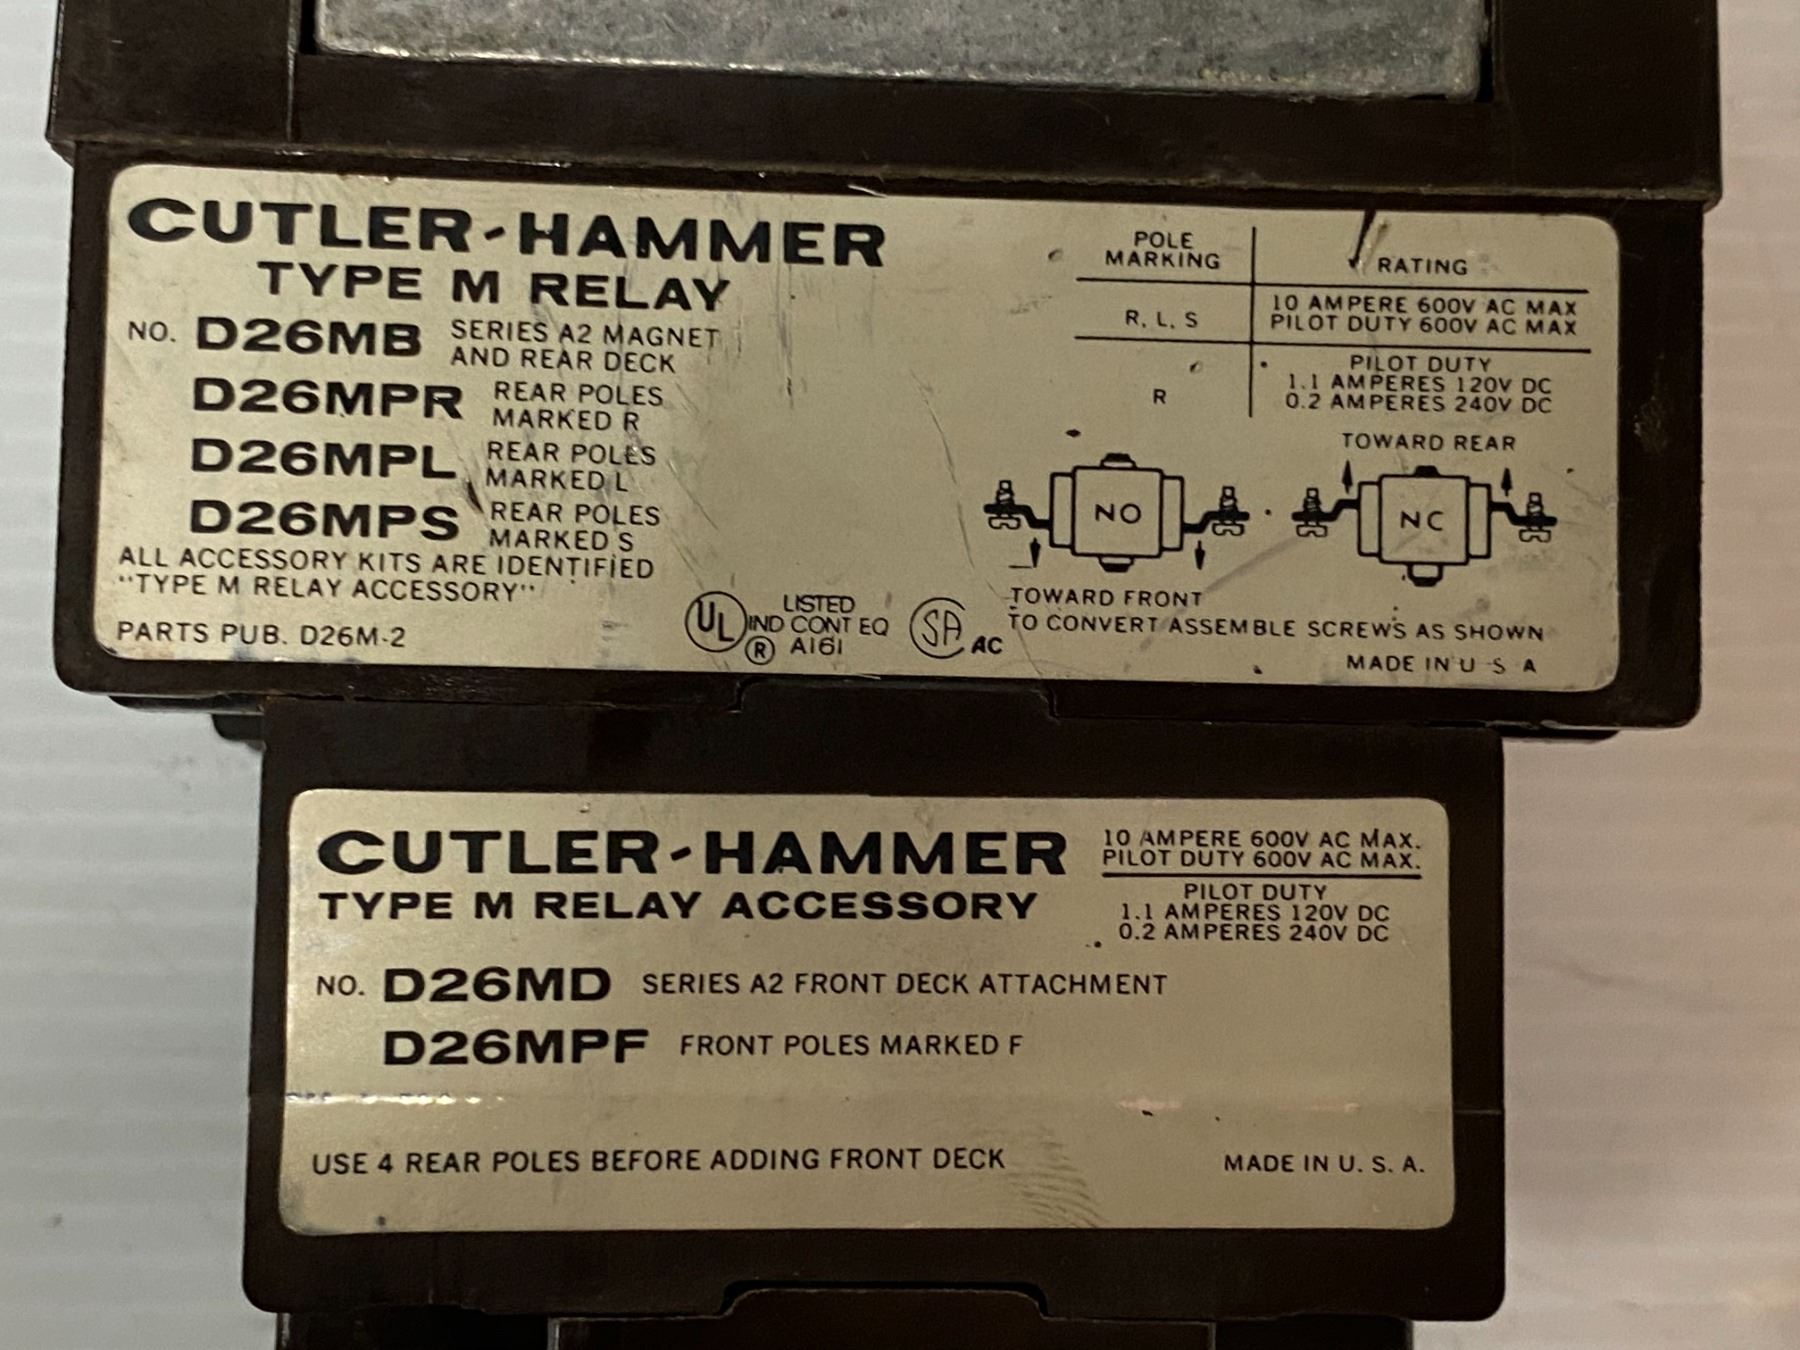 CUTLER-HAMMER
TYPE M RELAY
NO. D26MB SERIES A2 MAGNET
AND REAR DECK
D26MPR REAR POLES
MARKED R
D26MPL REAR POLES
MARKED L
D26MPS REAR POLES
MARKED S
ALL ACCESSORY KITS ARE IDENTIFIED
"TYPE M RELAY ACCESSORY"
PARTS PUB. D26M-2
UL LISTED
IND CONT EQ
® A161
SA AC
POLE
MARKING
RATING
R, L, S
10 AMPERE 600V AC MAX
PILOT DUTY 600V AC MAX
R
PILOT DUTY
1.1 AMPERES 120V DC
0.2 AMPERES 240V DC
TOWARD REAR
NO
NC
TOWARD FRONT
TO CONVERT ASSEMBLE SCREWS AS SHOWN
MADE IN U S A
CUTLER-HAMMER
TYPE M RELAY ACCESSORY
10 AMPERE 600V AC MAX.
PILOT DUTY 600V AC MAX.
PILOT DUTY
1.1 AMPERES 120V DC
0.2 AMPERES 240V DC
NO. D26MD SERIES A2 FRONT DECK ATTACHMENT
D26MPF FRONT POLES MARKED F
USE 4 REAR POLES BEFORE ADDING FRONT DECK
MADE IN U. S. A.